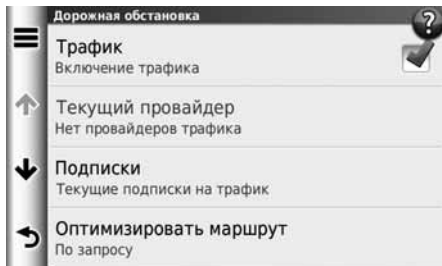 Дорожная обстановка
?
Трафик
Включение трафика
Текущий провайдер
Нет провайдеров трафика
Подписки
Текущие подписки на трафик
Оптимизировать маршрут
По запросу